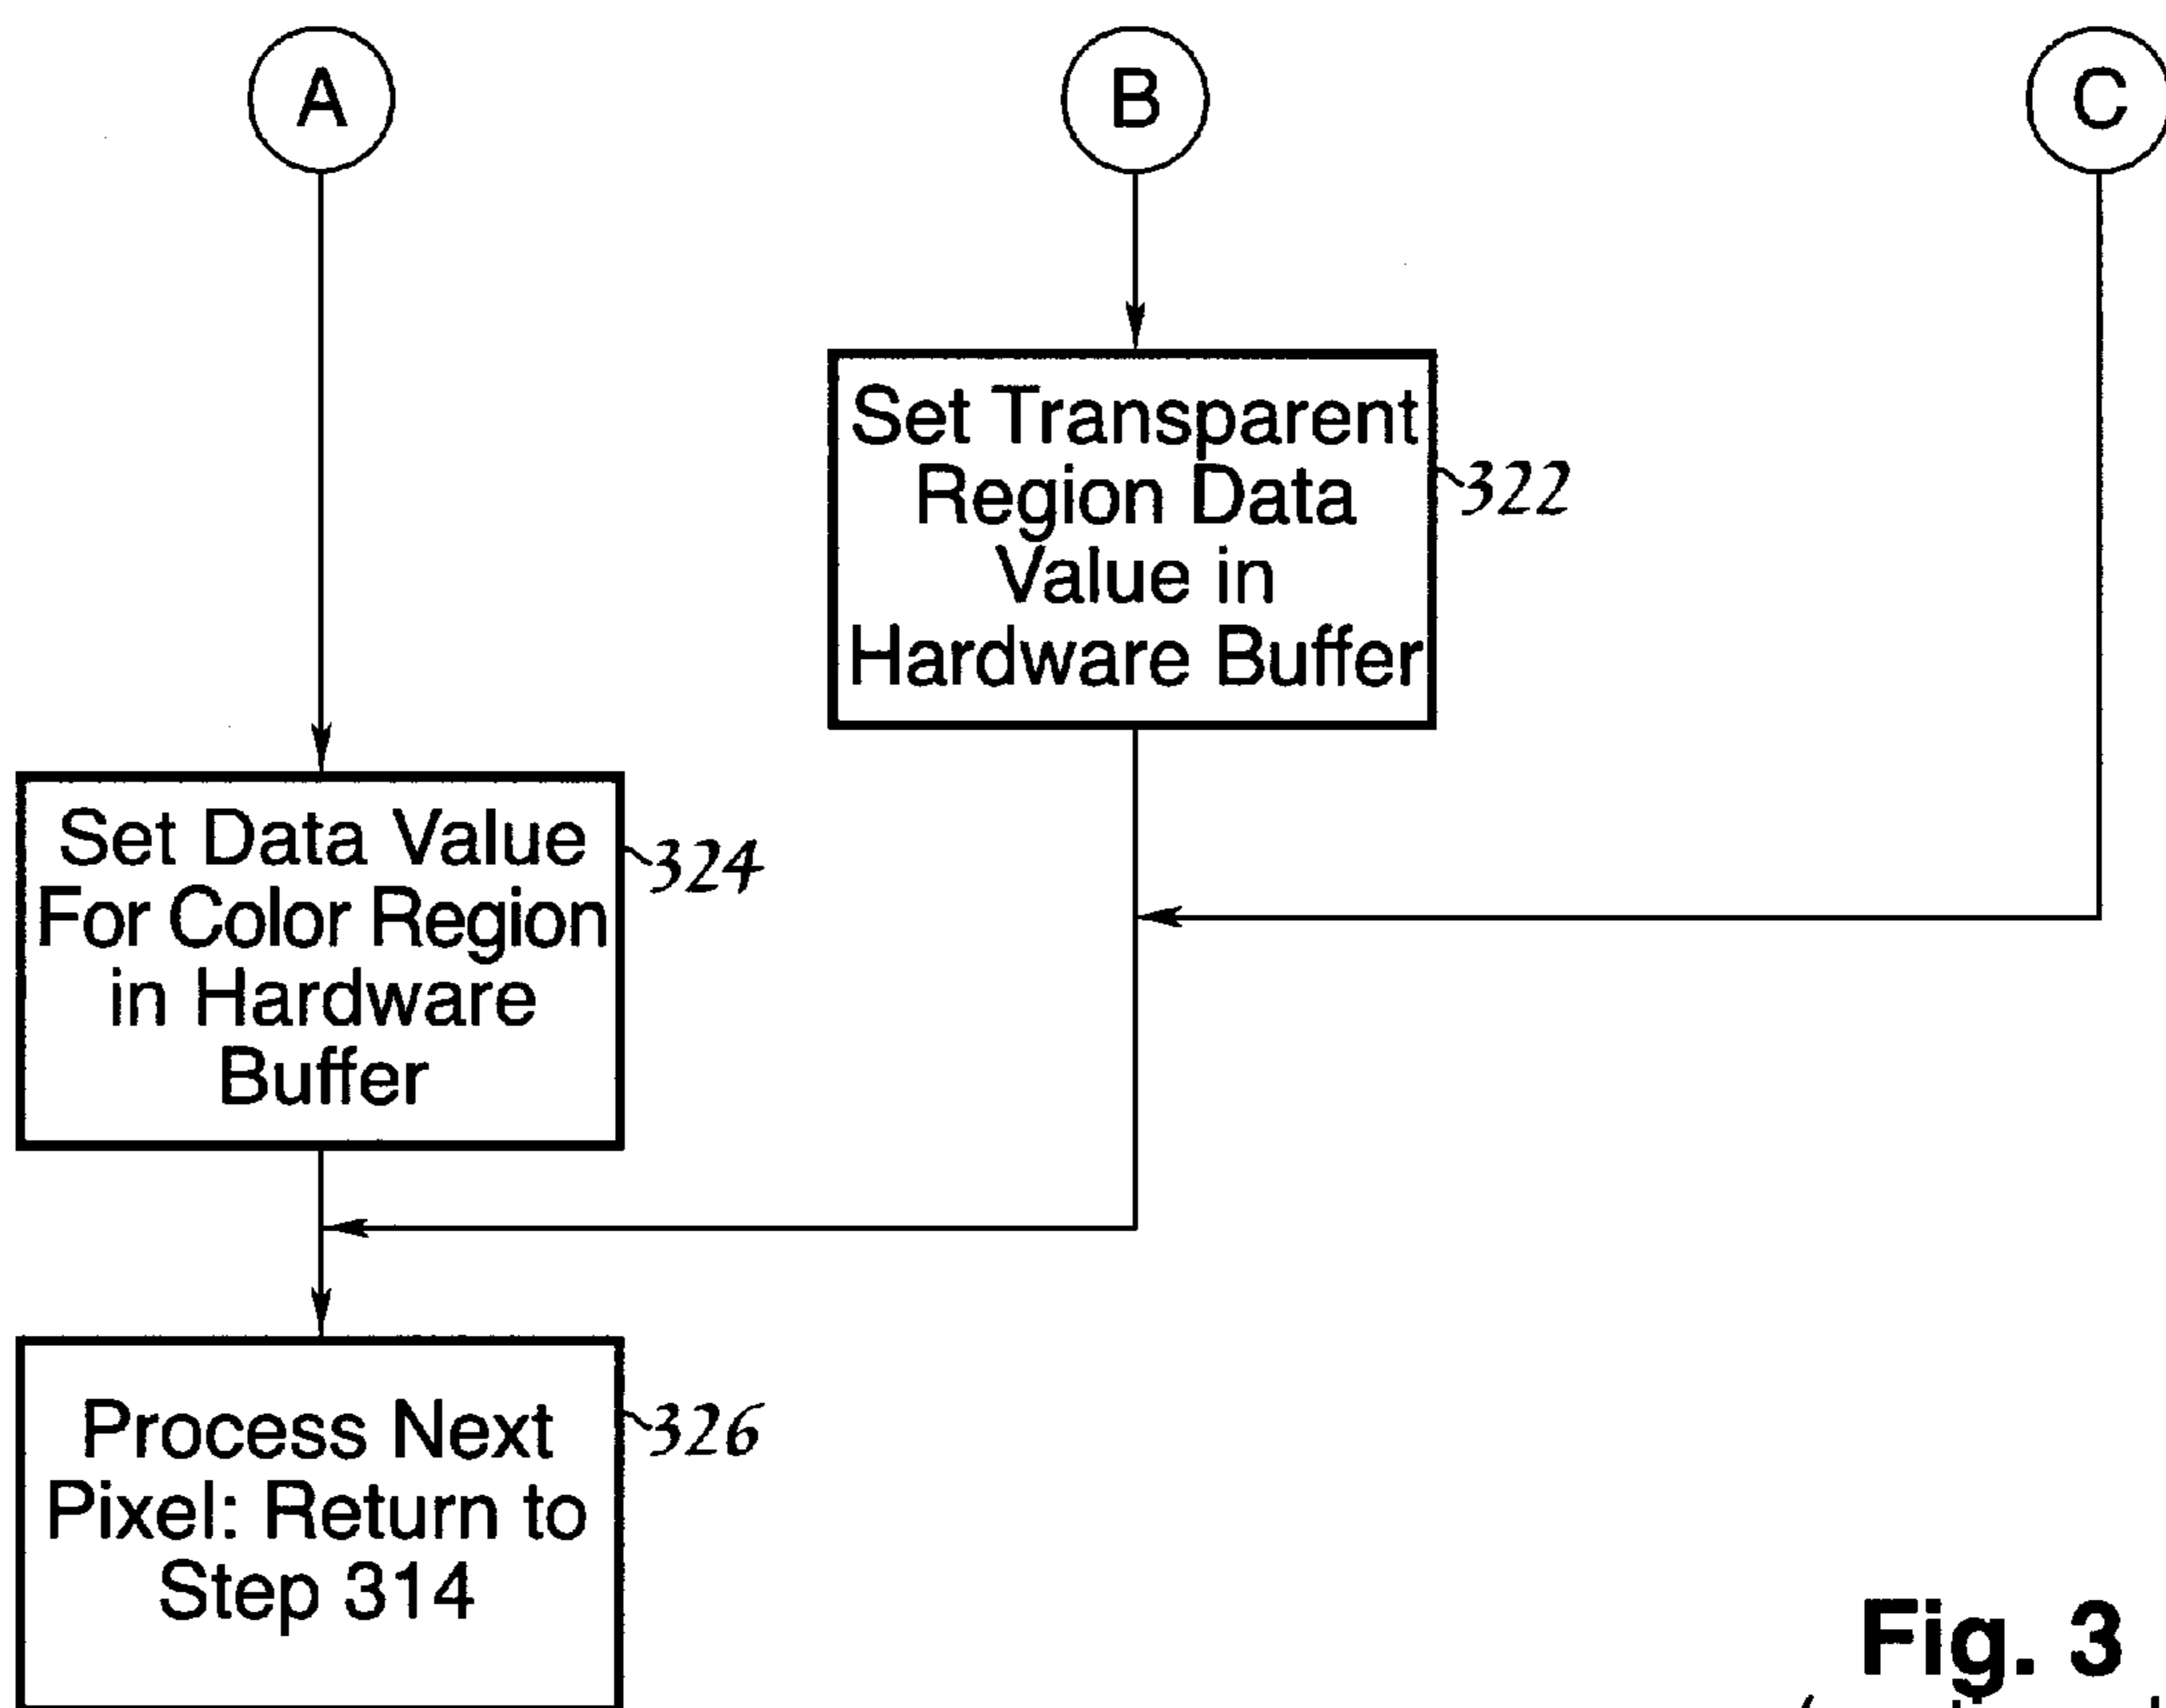 A
B
C
Set Transparent
Region Data
Value in
Hardware Buffer
322
Set Data Value
For Color Region
in Hardware
Buffer
324
Process Next
Pixel: Return to
Step 314
326
Fig. 3